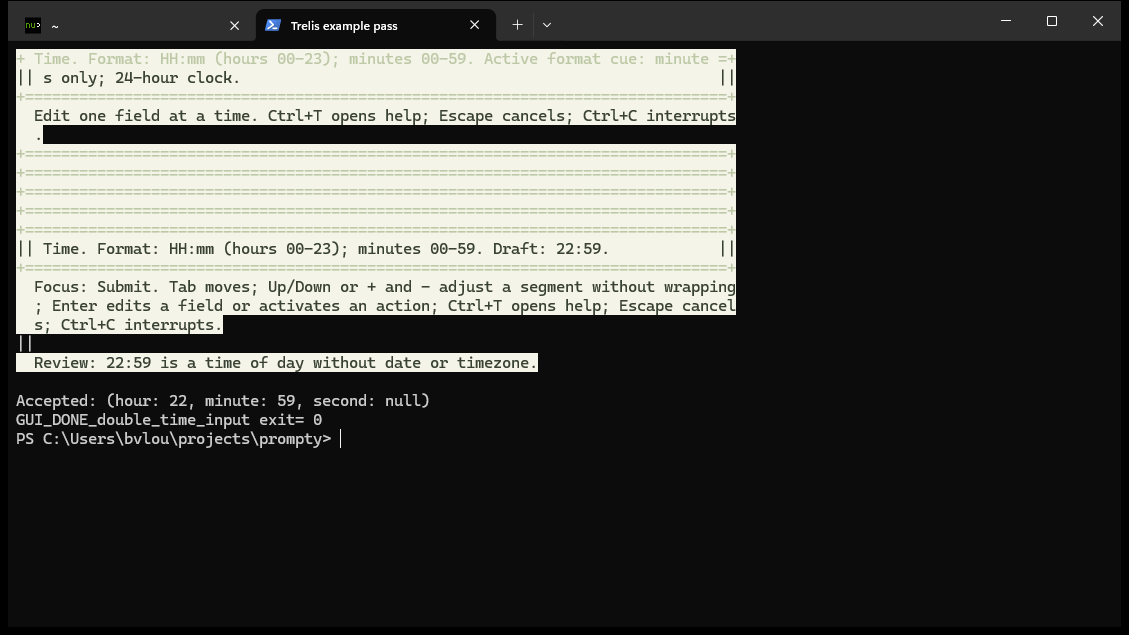 nu> ~
Trelis example pass
+ Time. Format: HH:mm (hours 00-23); minutes 00-59. Active format cue: minute =+
|| s only; 24-hour clock. ||
+==============================================================================+
Edit one field at a time. Ctrl+T opens help; Escape cancels; Ctrl+C interrupts
.
+==============================================================================+
+==============================================================================+
+==============================================================================+
+==============================================================================+
+==============================================================================+
|| Time. Format: HH:mm (hours 00-23); minutes 00-59. Draft: 22:59. ||
+==============================================================================+
Focus: Submit. Tab moves; Up/Down or + and - adjust a segment without wrapping
; Enter edits a field or activates an action; Ctrl+T opens help; Escape cancel
s; Ctrl+C interrupts.
||
Review: 22:59 is a time of day without date or timezone.
Accepted: (hour: 22, minute: 59, second: null)
GUI_DONE_double_time_input exit= 0
PS C:\Users\bvlou\projects\prompty>